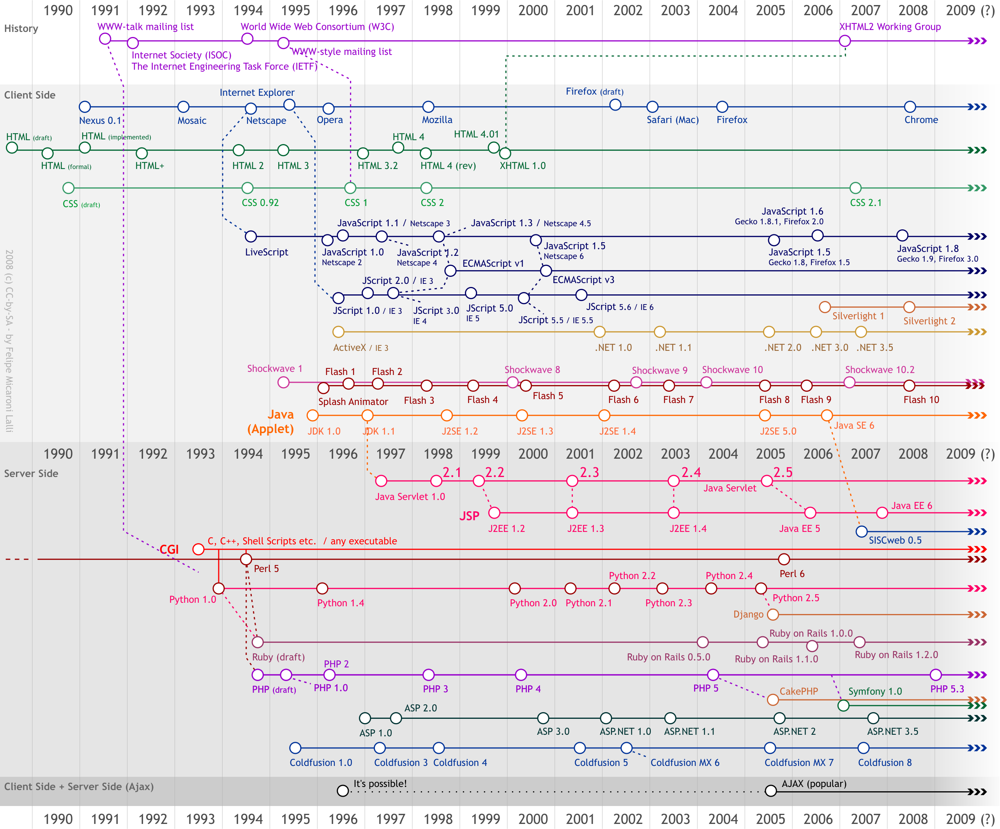 1990 1991 1992 1993 1994 1995 1996 1997 1998 1999 2000 2001 2002 2003 2004 2005 2006 2007 2008 2009 (?)
History
WWW-talk mailing list
World Wide Web Consortium (W3C)
XHTML2 Working Group
Internet Society (ISOC)
The Internet Engineering Task Force (IETF)
WWW-style mailing list
Client Side
Internet Explorer
Firefox (draft)
Nexus 0.1
Mosaic
Netscape
Opera
Mozilla
Safari (Mac)
Firefox
Chrome
HTML (draft)
HTML (implemented)
HTML 4
HTML 4.01
HTML (formal)
HTML+
HTML 2
HTML 3
HTML 3.2
HTML 4 (rev)
XHTML 1.0
CSS (draft)
CSS 0.92
CSS 1
CSS 2
CSS 2.1
JavaScript 1.1 / Netscape 3
JavaScript 1.3 / Netscape 4.5
JavaScript 1.6
Gecko 1.8.1, Firefox 2.0
LiveScript
JavaScript 1.0
Netscape 2
JavaScript 1.2
Netscape 4
JavaScript 1.5
Netscape 6
JavaScript 1.5
Gecko 1.8, Firefox 1.5
JavaScript 1.8
Gecko 1.9, Firefox 3.0
ECMAScript v1
ECMAScript v3
JScript 2.0 / IE 3
JScript 1.0 / IE 3
JScript 3.0
IE 4
JScript 5.0
IE 5
JScript 5.5 / IE 5.5
JScript 5.6 / IE 6
Silverlight 1
Silverlight 2
ActiveX / IE 3
.NET 1.0
.NET 1.1
.NET 2.0
.NET 3.0
.NET 3.5
Shockwave 1
Shockwave 8
Shockwave 9
Shockwave 10
Shockwave 10.2
Flash 1
Flash 2
Splash Animator
Flash 3
Flash 4
Flash 5
Flash 6
Flash 7
Flash 8
Flash 9
Flash 10
Java
(Applet)
JDK 1.0
JDK 1.1
J2SE 1.2
J2SE 1.3
J2SE 1.4
J2SE 5.0
Java SE 6
2008 (c) CC-by-SA - by Felipe Micaroni Lalli
1990 1991 1992 1993 1994 1995 1996 1997 1998 1999 2000 2001 2002 2003 2004 2005 2006 2007 2008 2009 (?)
Server Side
2.1
2.2
2.3
2.4
2.5
Java Servlet 1.0
Java Servlet
JSP
J2EE 1.2
J2EE 1.3
J2EE 1.4
Java EE 5
Java EE 6
SISCweb 0.5
CGI
C, C++, Shell Scripts etc. / any executable
Perl 5
Perl 6
Python 1.0
Python 1.4
Python 2.0
Python 2.1
Python 2.2
Python 2.3
Python 2.4
Python 2.5
Django
Ruby (draft)
Ruby on Rails 0.5.0
Ruby on Rails 1.0.0
Ruby on Rails 1.1.0
Ruby on Rails 1.2.0
PHP (draft)
PHP 1.0
PHP 2
PHP 3
PHP 4
PHP 5
PHP 5.3
CakePHP
Symfony 1.0
ASP 1.0
ASP 2.0
ASP 3.0
ASP.NET 1.0
ASP.NET 1.1
ASP.NET 2
ASP.NET 3.5
Coldfusion 1.0
Coldfusion 3
Coldfusion 4
Coldfusion 5
Coldfusion MX 6
Coldfusion MX 7
Coldfusion 8
Client Side + Server Side (Ajax)
It's possible!
AJAX (popular)
1990 1991 1992 1993 1994 1995 1996 1997 1998 1999 2000 2001 2002 2003 2004 2005 2006 2007 2008 2009 (?)